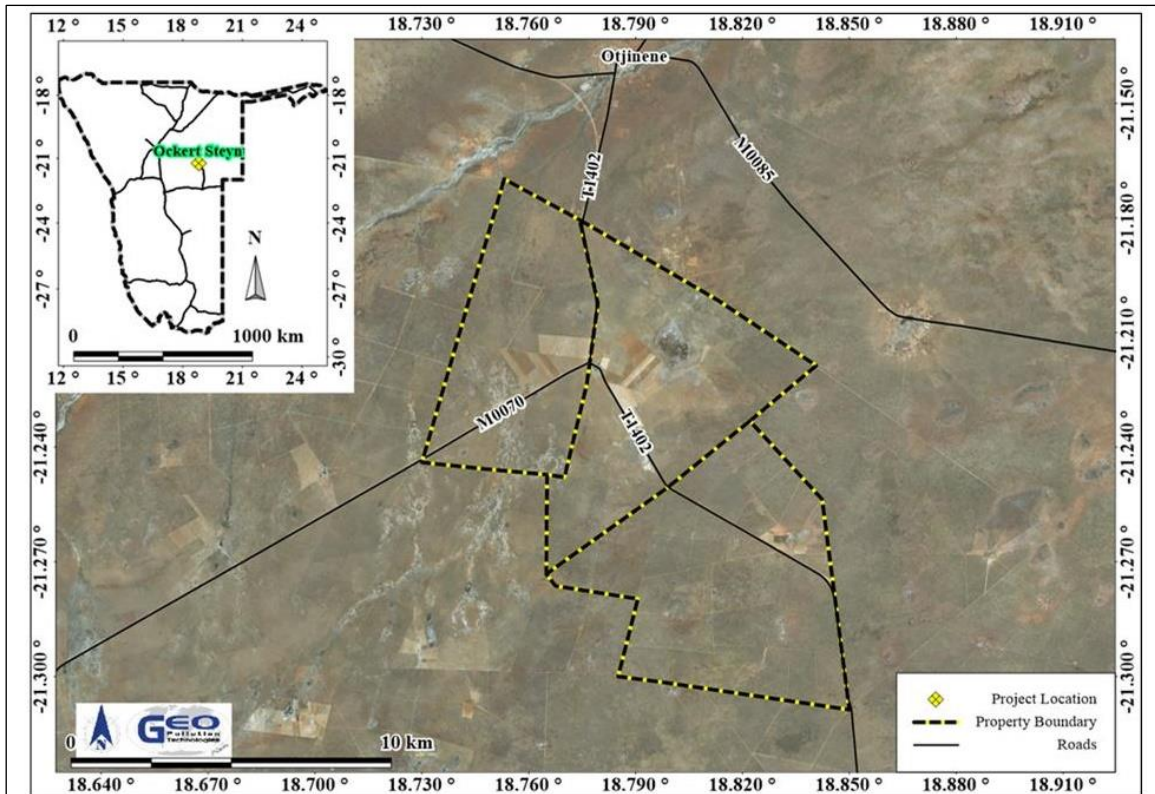 18.730 ° 18.760 ° 18.790 ° 18.820 ° 18.850 ° 18.880 ° 18.910 °
12 ° 15 ° 18 ° 21 ° 24 °
-18 ° -18 °
-21 ° -21 °
-24 ° -24 °
-27 ° -27 °
-30 °
Ockert Steyn
N
0 1000 km
12 ° 15 ° 18 ° 21 ° 24 °
Otjinene
T-1402
M0085
M0070
T-1402
-21.150 °
-21.180 °
-21.210 °
-21.240 ° -21.240 °
-21.270 ° -21.270 °
-21.300 ° -21.300 °
N
GEO
Pollution
Technologies
0 10 km
Project Location
Property Boundary
Roads
18.640 ° 18.670 ° 18.700 ° 18.730 ° 18.760 ° 18.790 ° 18.820 ° 18.850 ° 18.880 ° 18.910 °